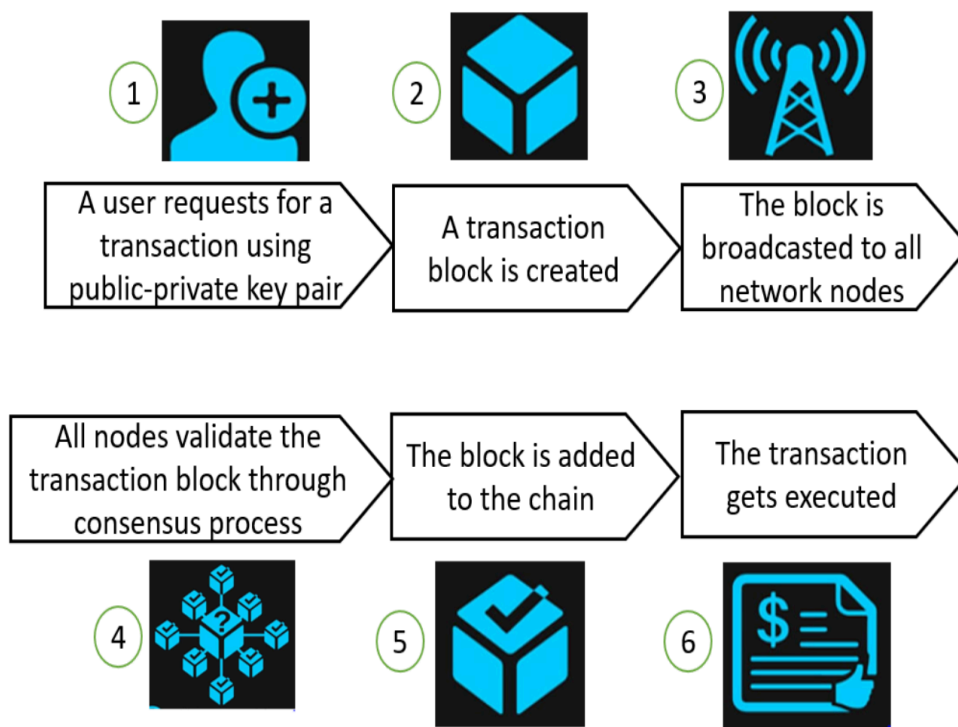 1
2
3
A user requests for a
transaction using
public-private key pair
A transaction
block is created
The block is
broadcasted to all
network nodes
All nodes validate the
transaction block through
consensus process
The block is added
to the chain
The transaction
gets executed
?
$
4
5
6